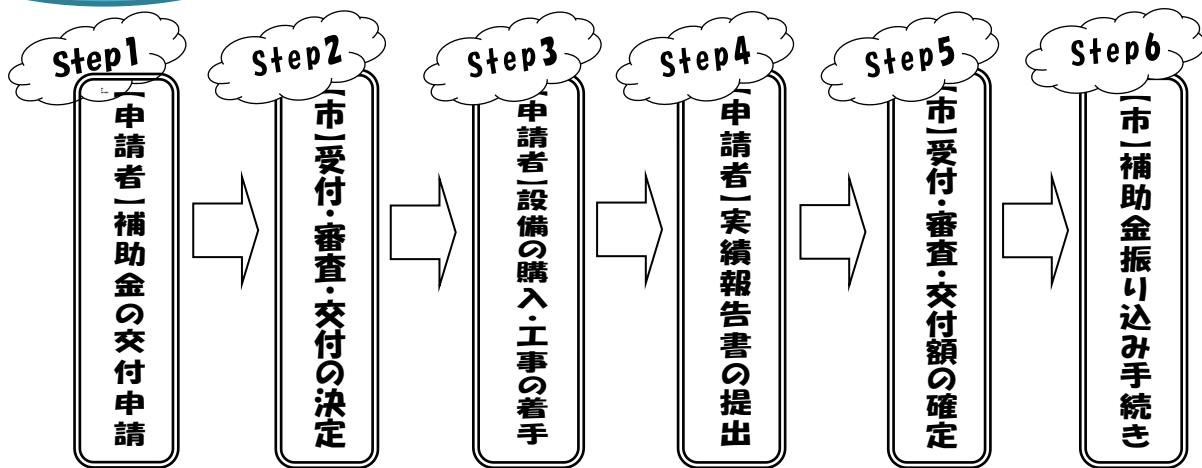 Step1
【申請者】補助金の交付申請
Step2
【市】受付・審査・交付の決定
Step3
申請者】設備の購入・工事の着手
Step4
【申請者】実績報告書の提出
Step5
【市】受付・審査・交付額の確定
Step6
【市】補助金振り込み手続き